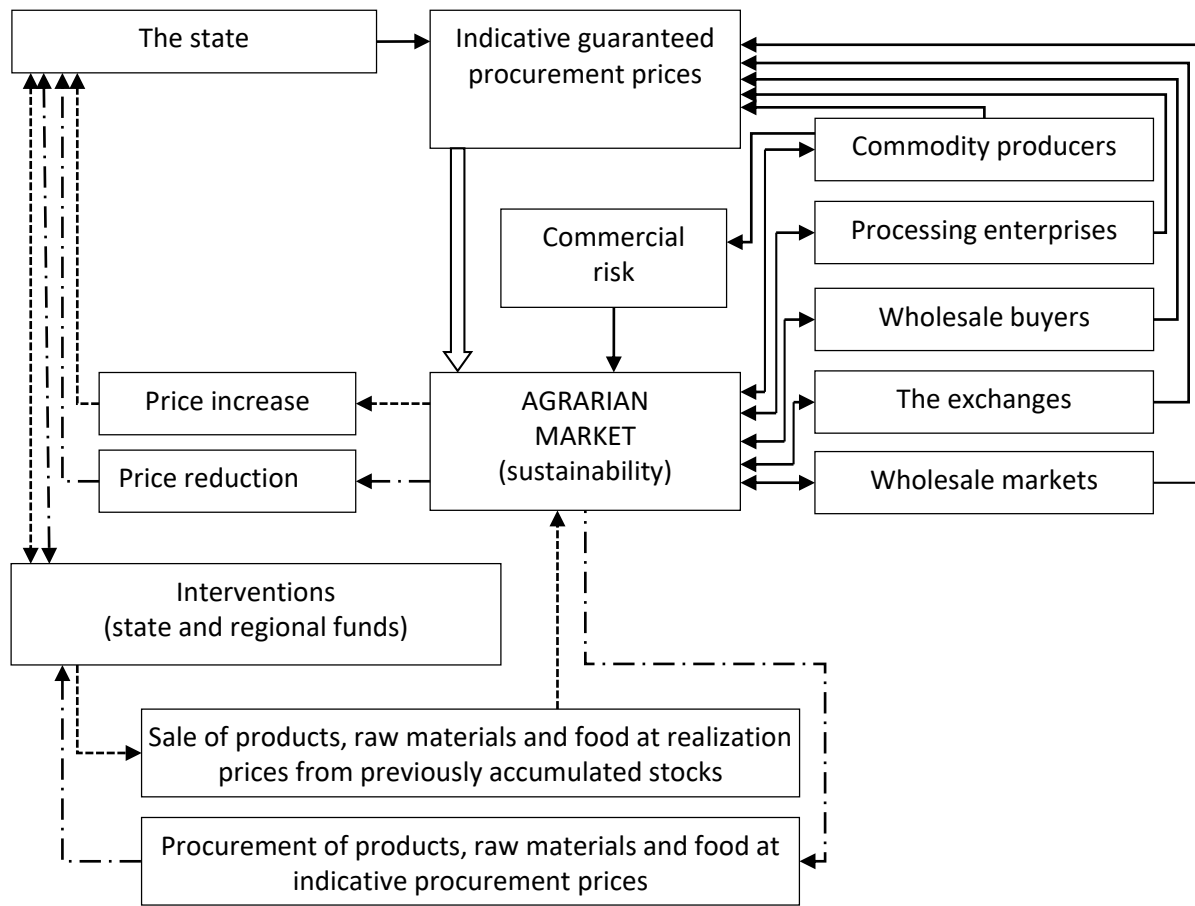 The state
Indicative guaranteed
procurement prices
Commodity producers
Commercial
risk
Processing enterprises
Wholesale buyers
Price increase
AGRARIAN
MARKET
(sustainability)
The exchanges
Price reduction
Wholesale markets
Interventions
(state and regional funds)
Sale of products, raw materials and food at realization
prices from previously accumulated stocks
Procurement of products, raw materials and food at
indicative procurement prices